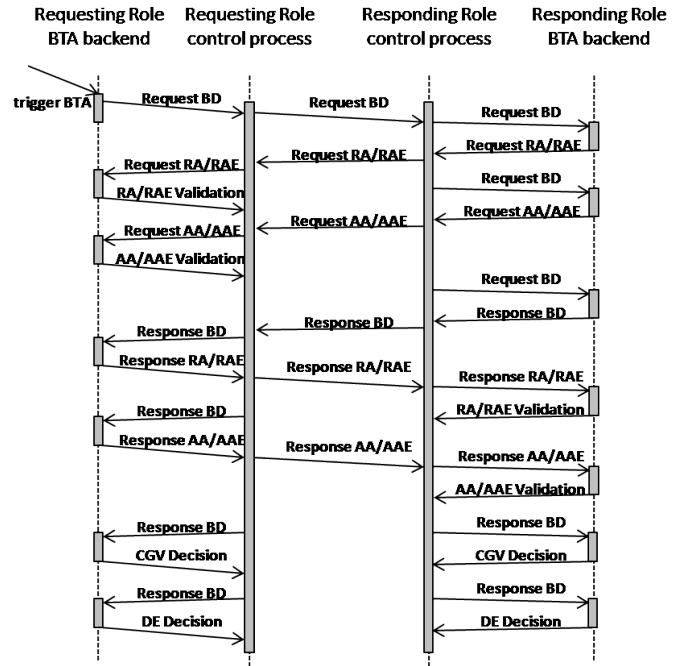 Requesting Role Requesting Role Responding Role Responding Role
BTA backend control process control process BTA backend
trigger BTA
Request BD
Request BD
Request BD
Request RA/RAE
Request RA/RAE
Request RA/RAE
Request BD
RA/RAE Validation
Request AA/AAE
Request AA/AAE
Request AA/AAE
AA/AAE Validation
Request BD
Response BD
Response BD
Response BD
Response RA/RAE
Response RA/RAE
Response RA/RAE
RA/RAE Validation
Response BD
Response AA/AAE
Response AA/AAE
Response AA/AAE
AA/AAE Validation
Response BD
Response BD
CGV Decision
CGV Decision
Response BD
Response BD
DE Decision
DE Decision